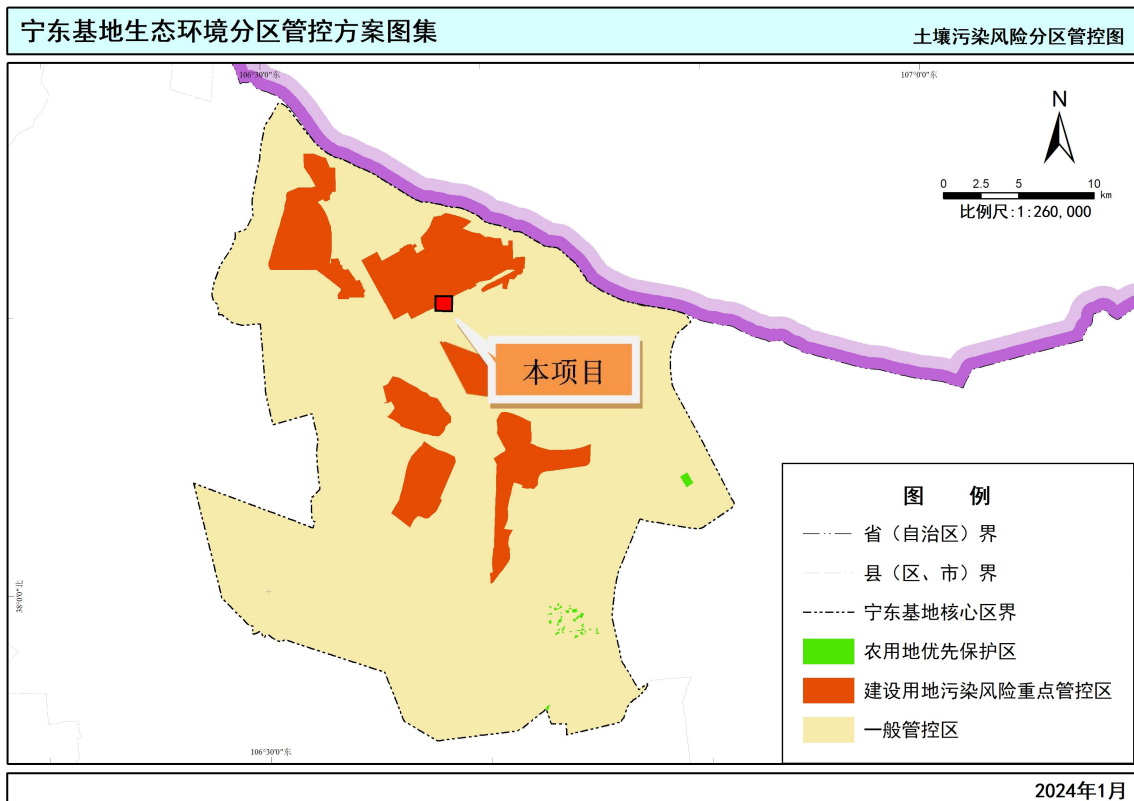 宁东基地生态环境分区管控方案图集
土壤污染风险分区管控图
106°30'0"东
107°0'0"东
N
0 2.5 5 10
km
比例尺:1:260,000
本项目
38°0'0"北
图 例
省（自治区）界
县（区、市）界
宁东基地核心区界
农用地优先保护区
建设用地污染风险重点管控区
一般管控区
106°30'0"东
2024年1月